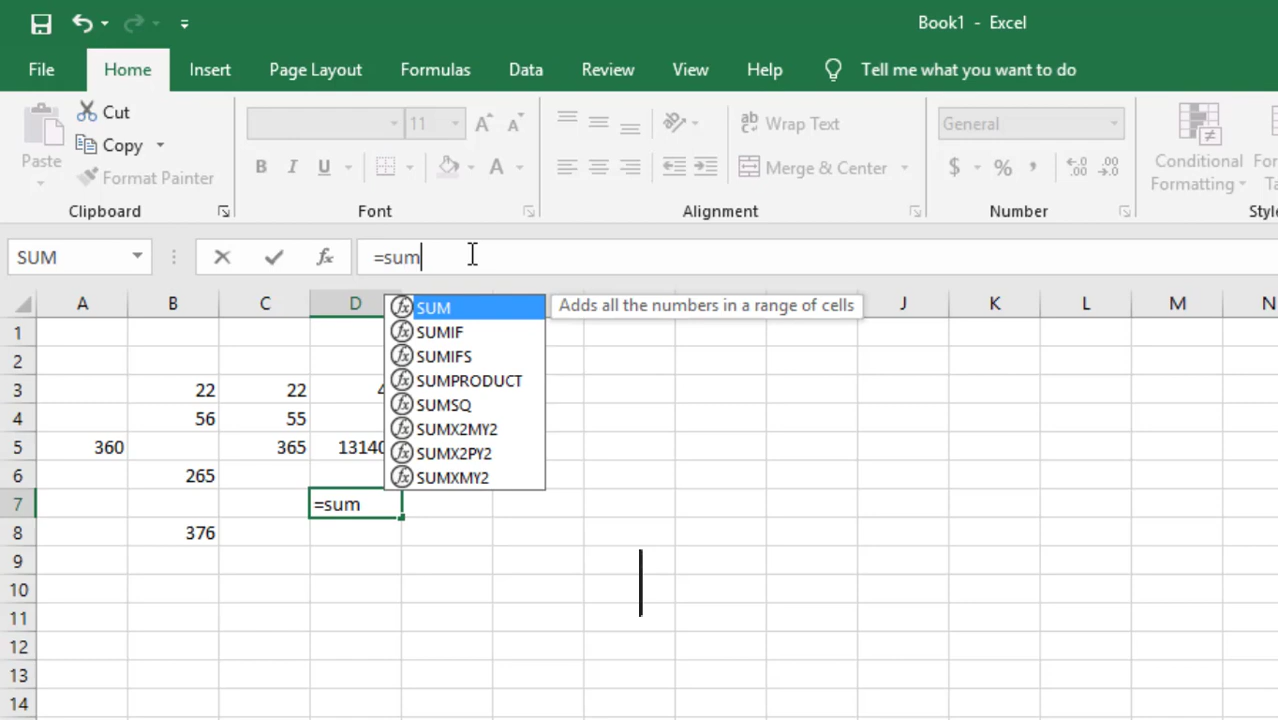 Book1 - Excel
File Home Insert Page Layout Formulas Data Review View Help Tell me what you want to do
Cut
Copy
Format Painter
Paste
11
Wrap Text
Merge & Center
General
$ % ,
Conditional
Formatting
Clipboard Font Alignment Number
SUM fx =sum
A B C D J K L M N
SUM Adds all the numbers in a range of cells
SUMIF
SUMIFS
SUMPRODUCT
SUMSQ
SUMX2MY2
SUMX2PY2
SUMXMY2
1
2
3 22 22
4 56 55
5 360 365 13140
6 265
7 =sum
8 376
9
10
11
12
13
14